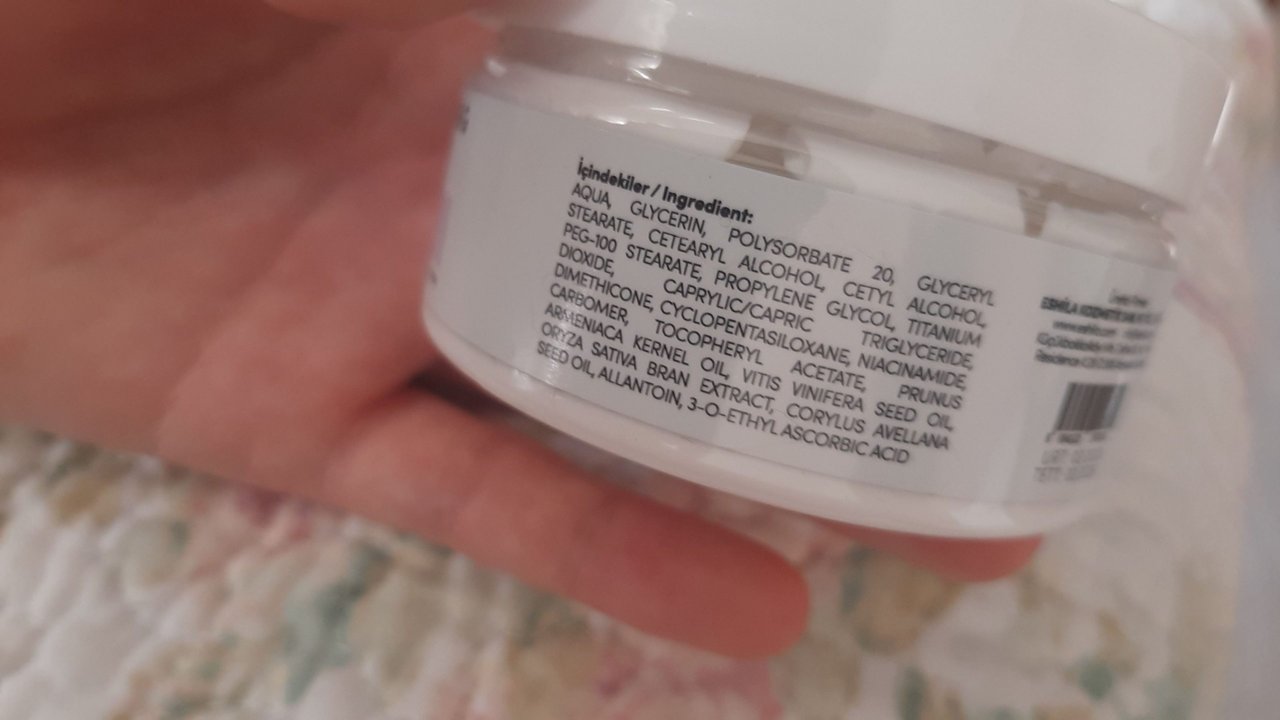 İçindekiler / Ingredient:
AQUA, GLYCERIN, POLYSORBATE 20, GLYCERYL
STEARATE, CETEARYL ALCOHOL, CETYL ALCOHOL,
PEG-100 STEARATE, PROPYLENE GLYCOL, TITANIUM
DIOXIDE, CAPRYLIC/CAPRIC TRIGLYCERIDE,
DIMETHICONE, CYCLOPENTASILOXANE, NIACINAMIDE,
CARBOMER, TOCOPHERYL ACETATE, PRUNUS
ARMENIACA KERNEL OIL, VITIS VINIFERA SEED OIL,
ORYZA SATIVA BRAN EXTRACT, CORYLUS AVELLANA
SEED OIL, ALLANTOIN, 3-O-ETHYL ASCORBIC ACID